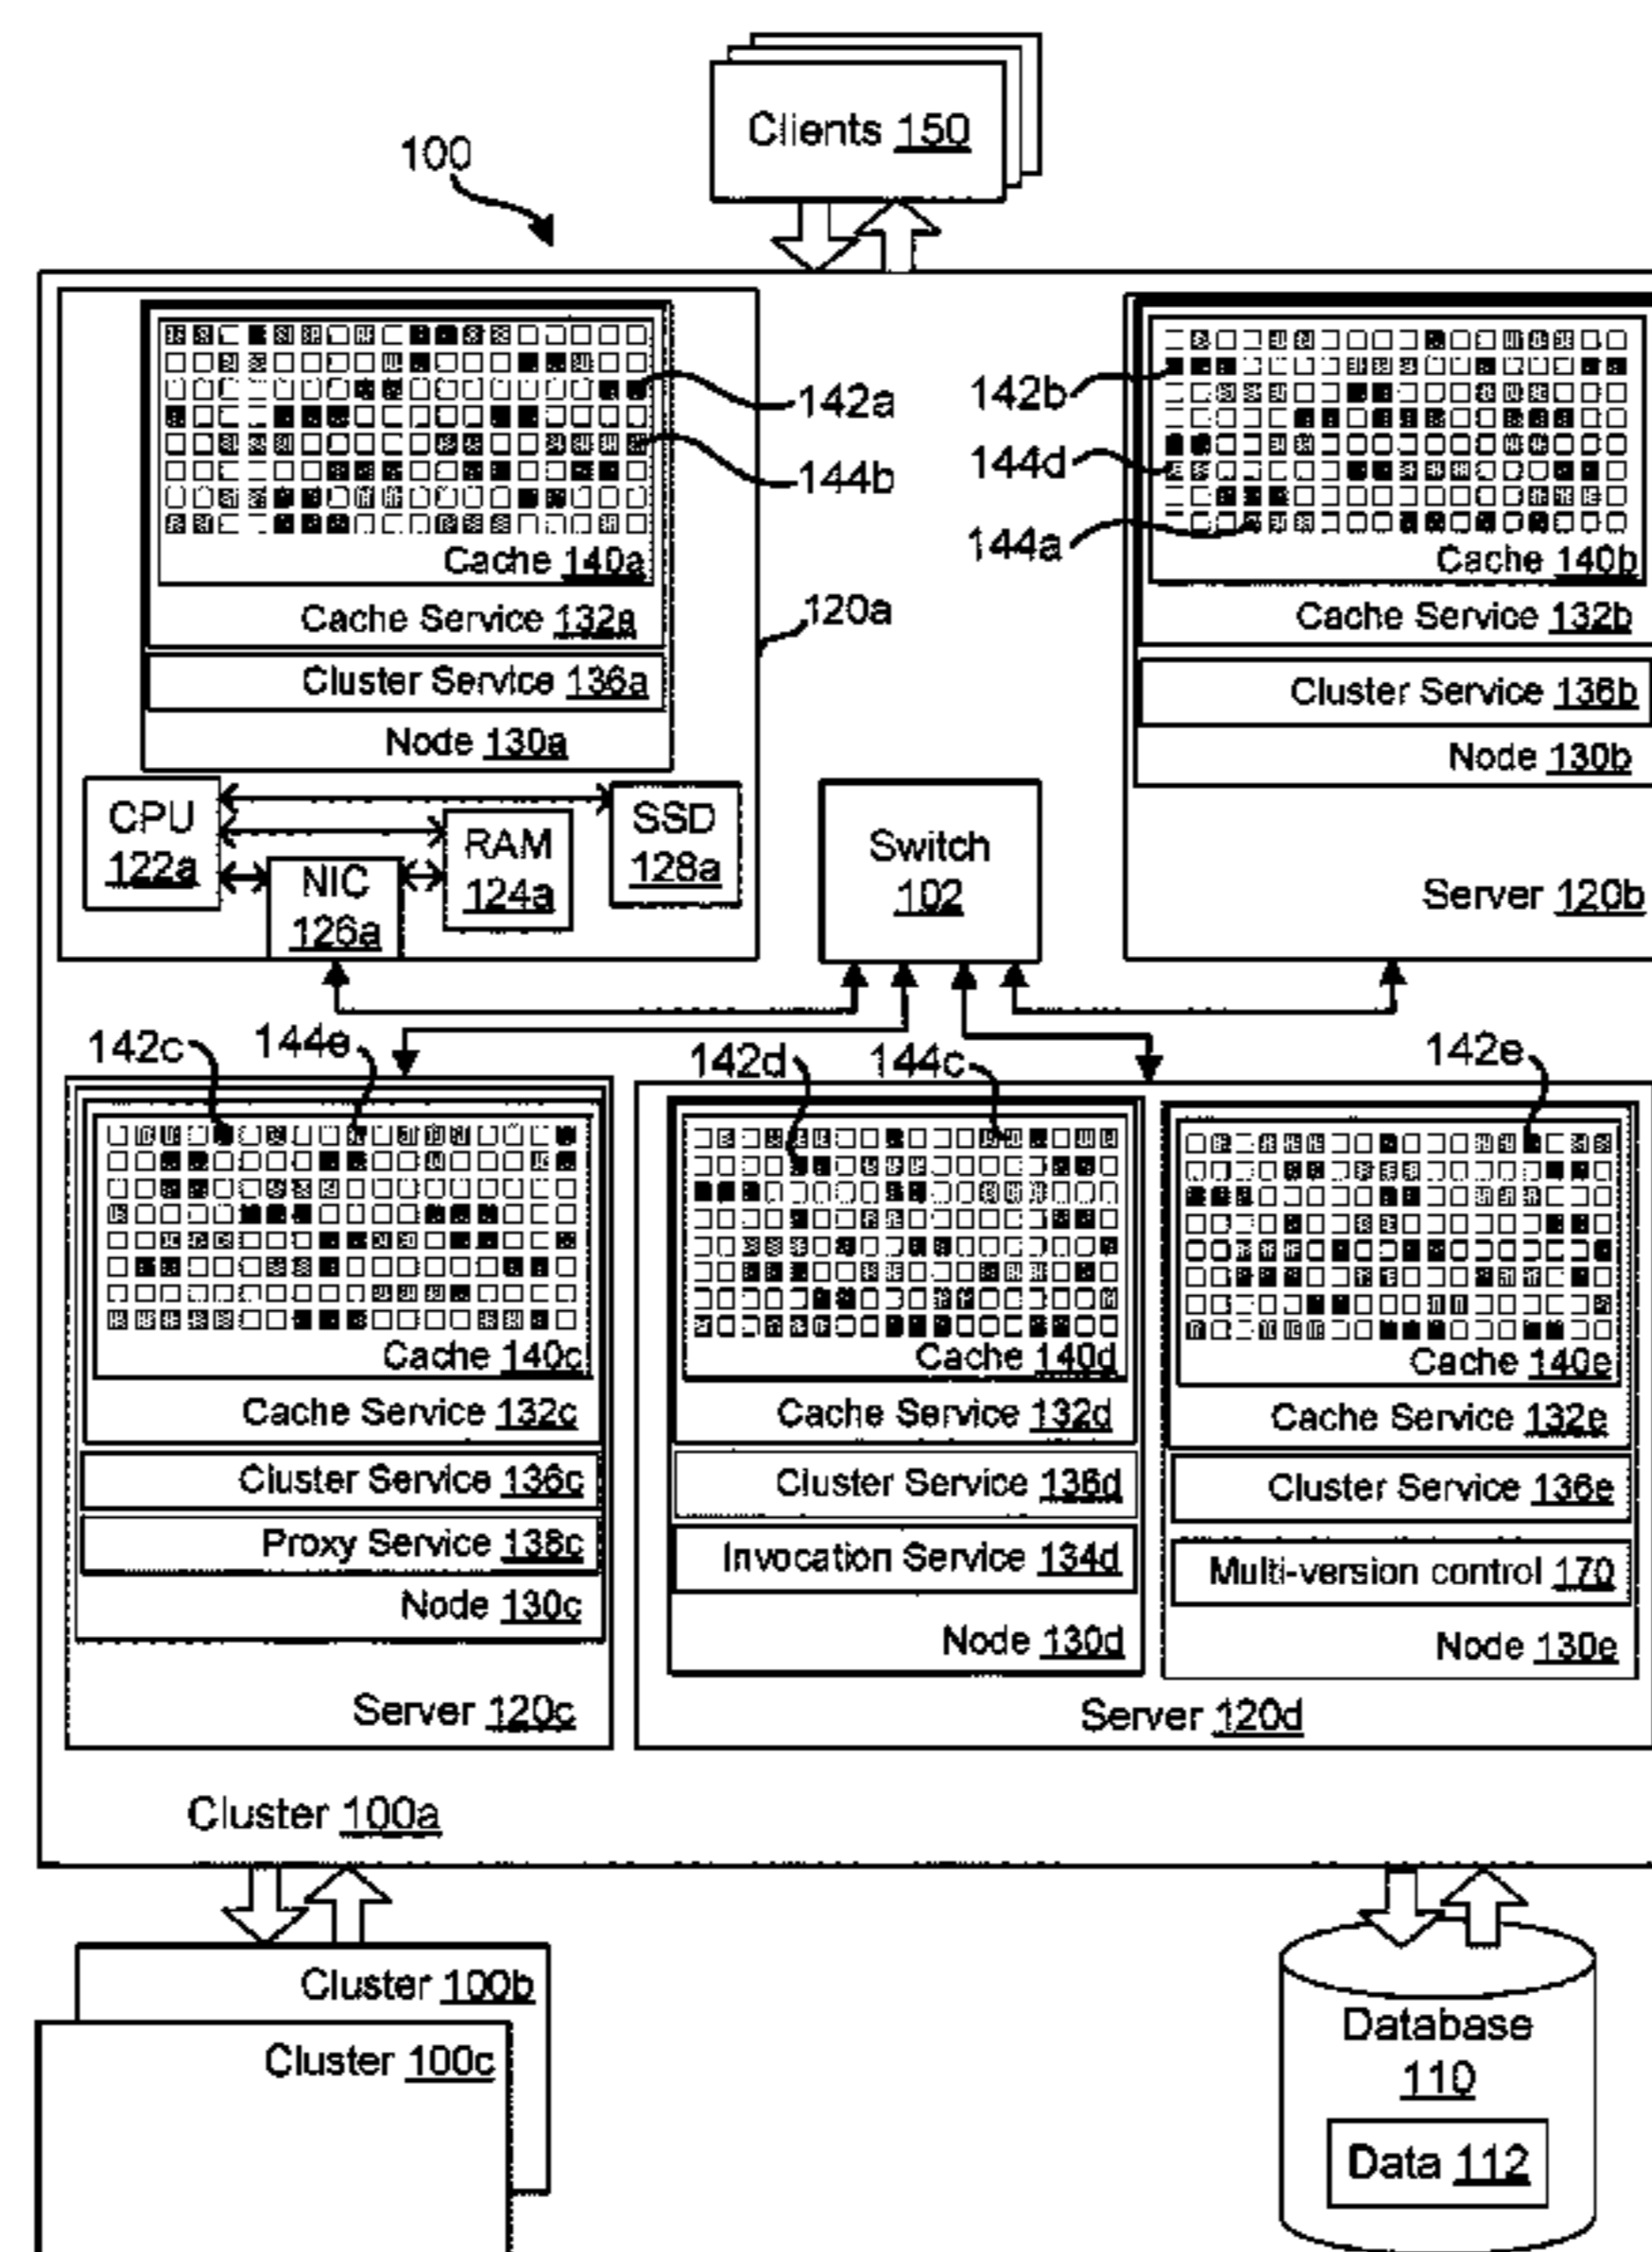 Clients 150
100
142a
144b
142b
144d
144a
Cache 140a
Cache Service 132a
Cluster Service 136a
Node 130a
120a
Cache 140b
Cache Service 132b
Cluster Service 136b
Node 130b
CPU
122a
NIC
126a
RAM
124a
SSD
128a
Switch
102
Server 120b
142c
144e
142d
144c
142e
Cache 140c
Cache Service 132c
Cluster Service 136c
Proxy Service 138c
Node 130c
Server 120c
Cache 140d
Cache Service 132d
Cluster Service 136d
Invocation Service 134d
Node 130d
Cache 140e
Cache Service 132e
Cluster Service 136e
Multi-version control 170
Node 130e
Server 120d
Cluster 100a
Cluster 100b
Cluster 100c
Database
110
Data 112